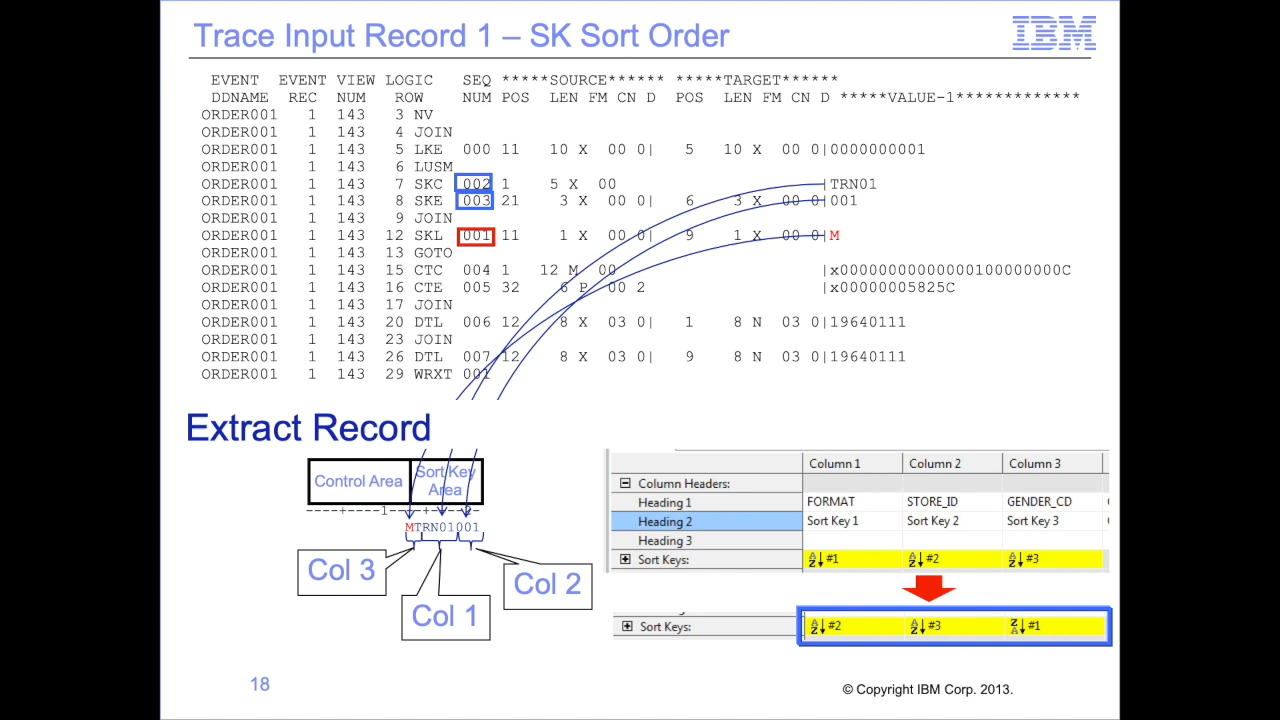 Trace Input Record 1 – SK Sort Order
IBM
EVENT EVENT VIEW LOGIC SEQ *****SOURCE****** *****TARGET******
DDNAME REC NUM ROW NUM POS LEN FM CN D POS LEN FM CN D *****VALUE-1*************
ORDER001 1 143 3 NV
ORDER001 1 143 4 JOIN
ORDER001 1 143 5 LKE 000 11 10 X 00 0| 5 10 X 00 0|0000000001
ORDER001 1 143 6 LUSM
ORDER001 1 143 7 SKC 002 1 5 X 00 |TRN01
ORDER001 1 143 8 SKE 003 21 3 X 00 0| 6 3 X 00 0|001
ORDER001 1 143 9 JOIN
ORDER001 1 143 12 SKL 001 11 1 X 00 0| 9 1 X 00 0|M
ORDER001 1 143 13 GOTO
ORDER001 1 143 15 CTC 004 1 12 M 00 |x00000000000000100000000C
ORDER001 1 143 16 CTE 005 32 6 P 00 2 |x00000005825C
ORDER001 1 143 17 JOIN
ORDER001 1 143 20 DTL 006 12 8 X 03 0| 1 8 N 03 0|19640111
ORDER001 1 143 23 JOIN
ORDER001 1 143 26 DTL 007 12 8 X 03 0| 9 8 N 03 0|19640111
ORDER001 1 143 29 WRXT 001
Extract Record
Control Area
Sort Key
Area
----+----1----+----2
MTRN01001
Col 3
Col 1
Col 2
Column 1 Column 2 Column 3
Column Headers:
Heading 1 FORMAT STORE_ID GENDER_CD
Heading 2 Sort Key 1 Sort Key 2 Sort Key 3
Heading 3
Sort Keys: AZ #1 AZ #2 AZ #3
Sort Keys: AZ #2 AZ #3 ZA #1
18
© Copyright IBM Corp. 2013.